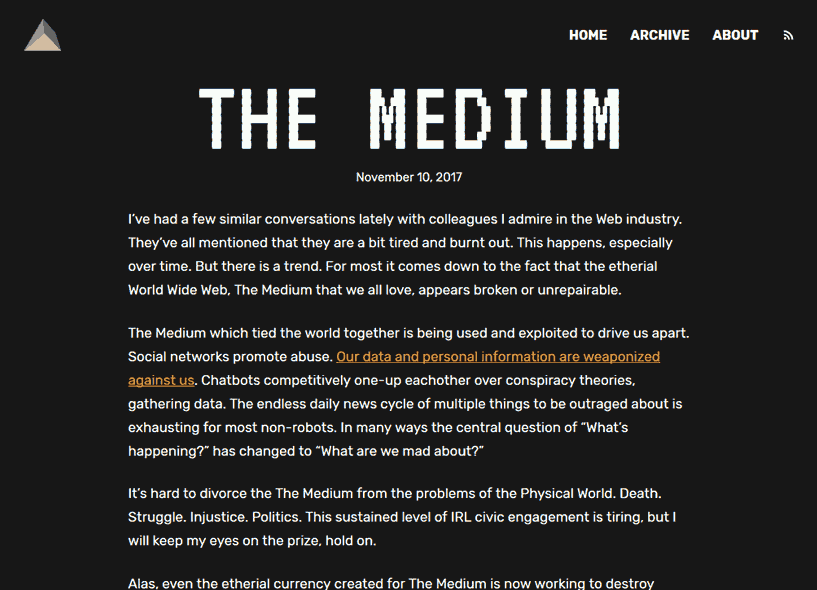 HOME ARCHIVE ABOUT
THE MEDIUM
November 10, 2017
I’ve had a few similar conversations lately with colleagues I admire in the Web industry.
They’ve all mentioned that they are a bit tired and burnt out. This happens, especially
over time. But there is a trend. For most it comes down to the fact that the etherial
World Wide Web, The Medium that we all love, appears broken or unrepairable.
The Medium which tied the world together is being used and exploited to drive us apart.
Social networks promote abuse. Our data and personal information are weaponized
against us. Chatbots competitively one-up eachother over conspiracy theories,
gathering data. The endless daily news cycle of multiple things to be outraged about is
exhausting for most non-robots. In many ways the central question of “What’s
happening?” has changed to “What are we mad about?”
It’s hard to divorce the The Medium from the problems of the Physical World. Death.
Struggle. Injustice. Politics. This sustained level of IRL civic engagement is tiring, but I
will keep my eyes on the prize, hold on.
Alas, even the etherial currency created for The Medium is now working to destroy